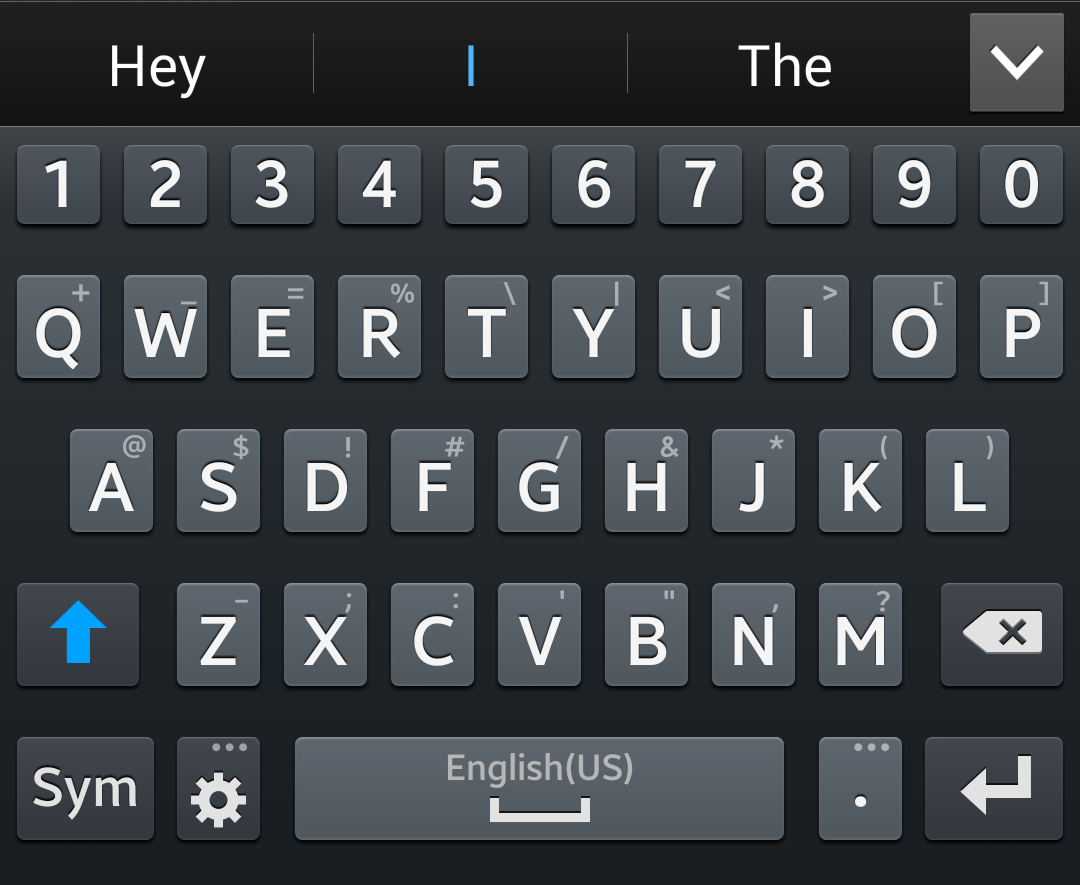 Hey I The
1 2 3 4 5 6 7 8 9 0
+ _ = % \ | < > [ ]
Q W E R T Y U I O P
@ $ ! # / & * ( )
A S D F G H J K L
- ; : ' " , ?
Z X C V B N M
English(US)
Sym .